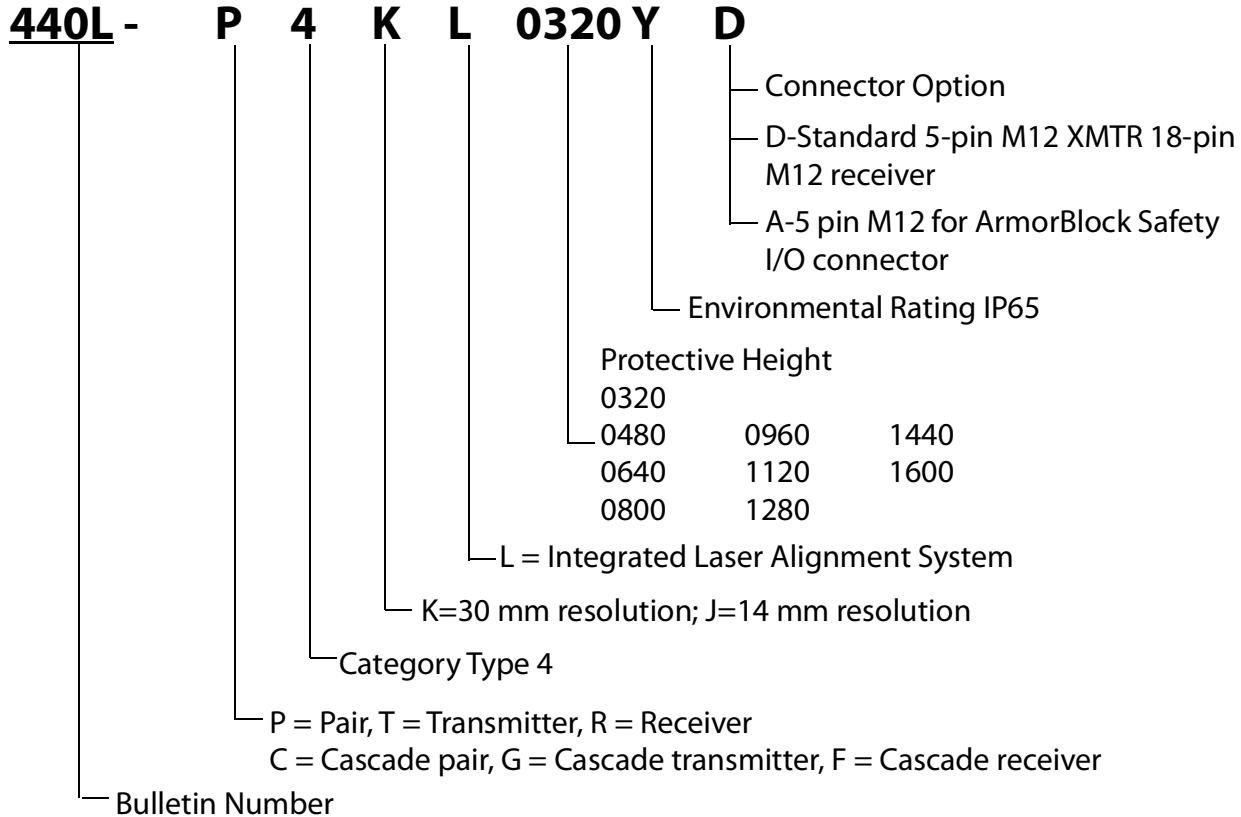 440L - P 4 K L 0320 Y D
Connector Option
D-Standard 5-pin M12 XMTR 18-pin
M12 receiver
A-5 pin M12 for ArmorBlock Safety
I/O connector
Environmental Rating IP65
Protective Height
0320
0480 0960 1440
0640 1120 1600
0800 1280
L = Integrated Laser Alignment System
K=30 mm resolution; J=14 mm resolution
Category Type 4
P = Pair, T = Transmitter, R = Receiver
C = Cascade pair, G = Cascade transmitter, F = Cascade receiver
Bulletin Number